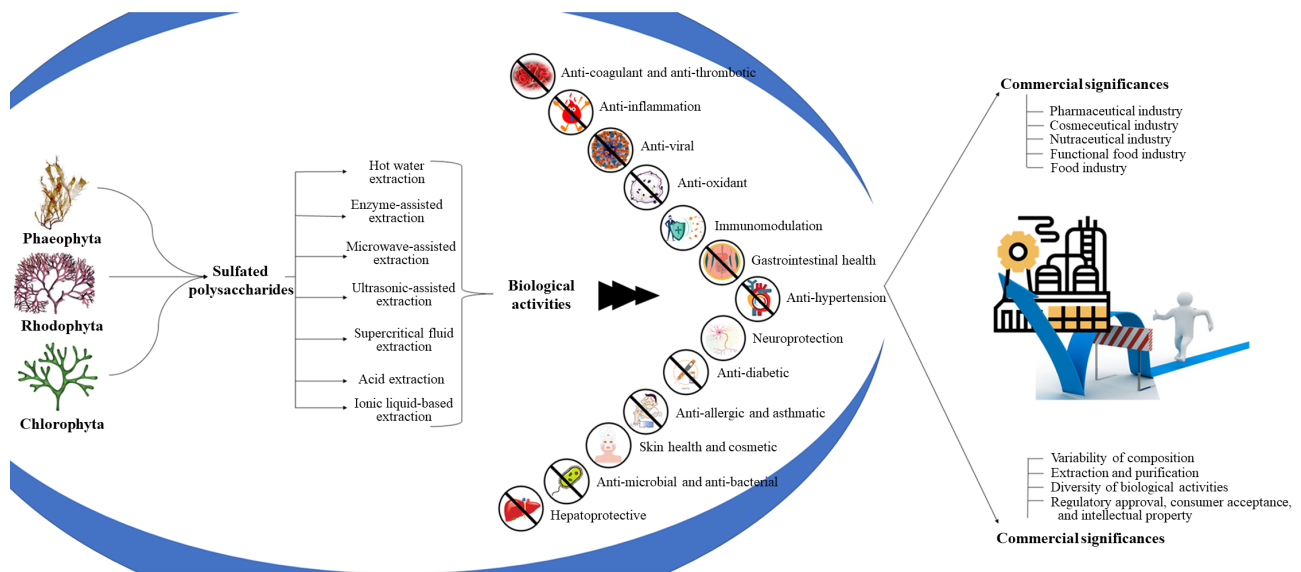 Phaeophyta
Rhodophyta
Chlorophyta
Sulfated
polysaccharides
Hot water
extraction
Enzyme-assisted
extraction
Microwave-assisted
extraction
Ultrasonic-assisted
extraction
Supercritical fluid
extraction
Acid extraction
Ionic liquid-based
extraction
Biological
activities
Anti-coagulant and anti-thrombotic
Anti-inflammation
Anti-viral
Anti-oxidant
Immunomodulation
Gastrointestinal health
Anti-hypertension
Neuroprotection
Anti-diabetic
Anti-allergic and asthmatic
Skin health and cosmetic
Anti-microbial and anti-bacterial
Hepatoprotective
Commercial significances
Pharmaceutical industry
Cosmeceutical industry
Nutraceutical industry
Functional food industry
Food industry
Variability of composition
Extraction and purification
Diversity of biological activities
Regulatory approval, consumer acceptance,
and intellectual property
Commercial significances